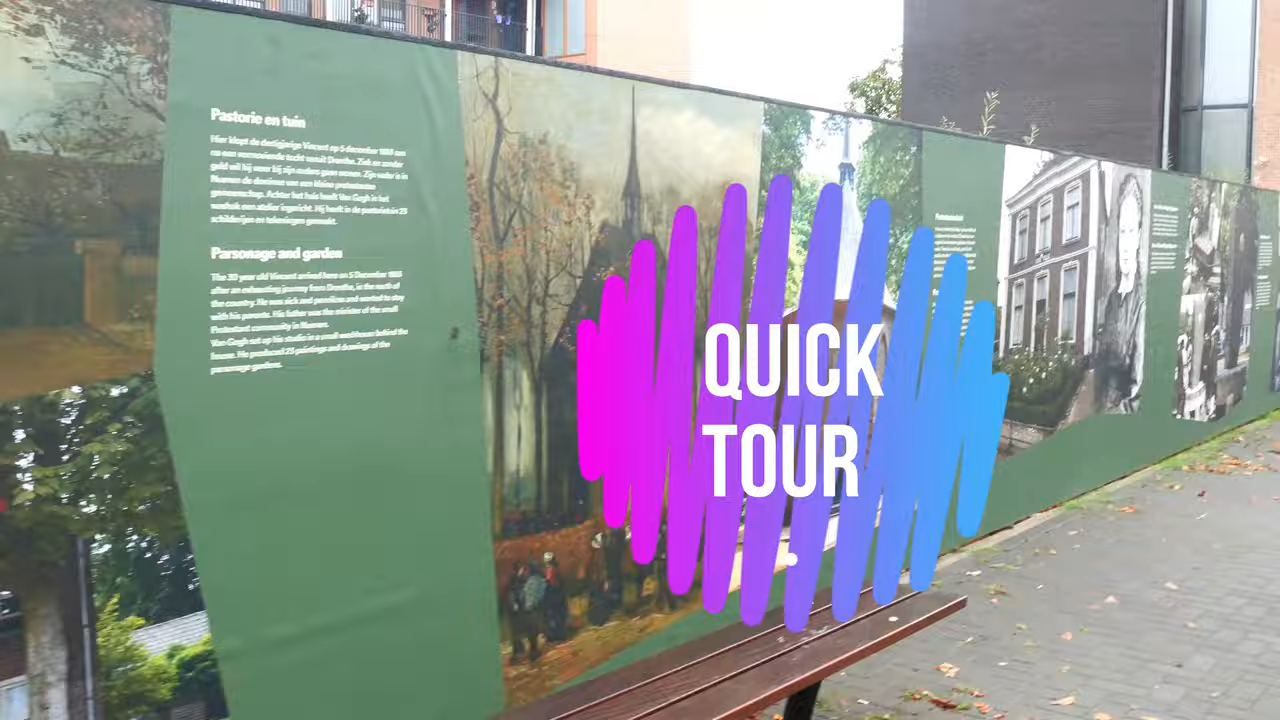 Pastorie en tuin
Hier klopt de dertigjarige Vincent op 5 december 1883 aan
na een vermoeiende tocht vanuit Drenthe. Ziek en zonder
geld wil hij weer bij zijn ouders gaan wonen. Zijn vader is in
Nuenen de dominee van een kleine protestantse
gemeenschap. Achter het huis heeft Van Gogh in het
washok een atelier ingericht. Hij heeft in de pastorietuin 25
schilderijen en tekeningen gemaakt.
Parsonage and garden
The 30 year old Vincent arrived here on 5 December 1883
after an exhausting journey from Drenthe, in the north of
the country. He was sick and penniless and wanted to stay
with his parents. His father was the minister of the small
Protestant community in Nuenen.
Van Gogh set up his studio in a small washhouse behind the
house. He produced 25 paintings and drawings of the
parsonage garden.
QUICK
TOUR